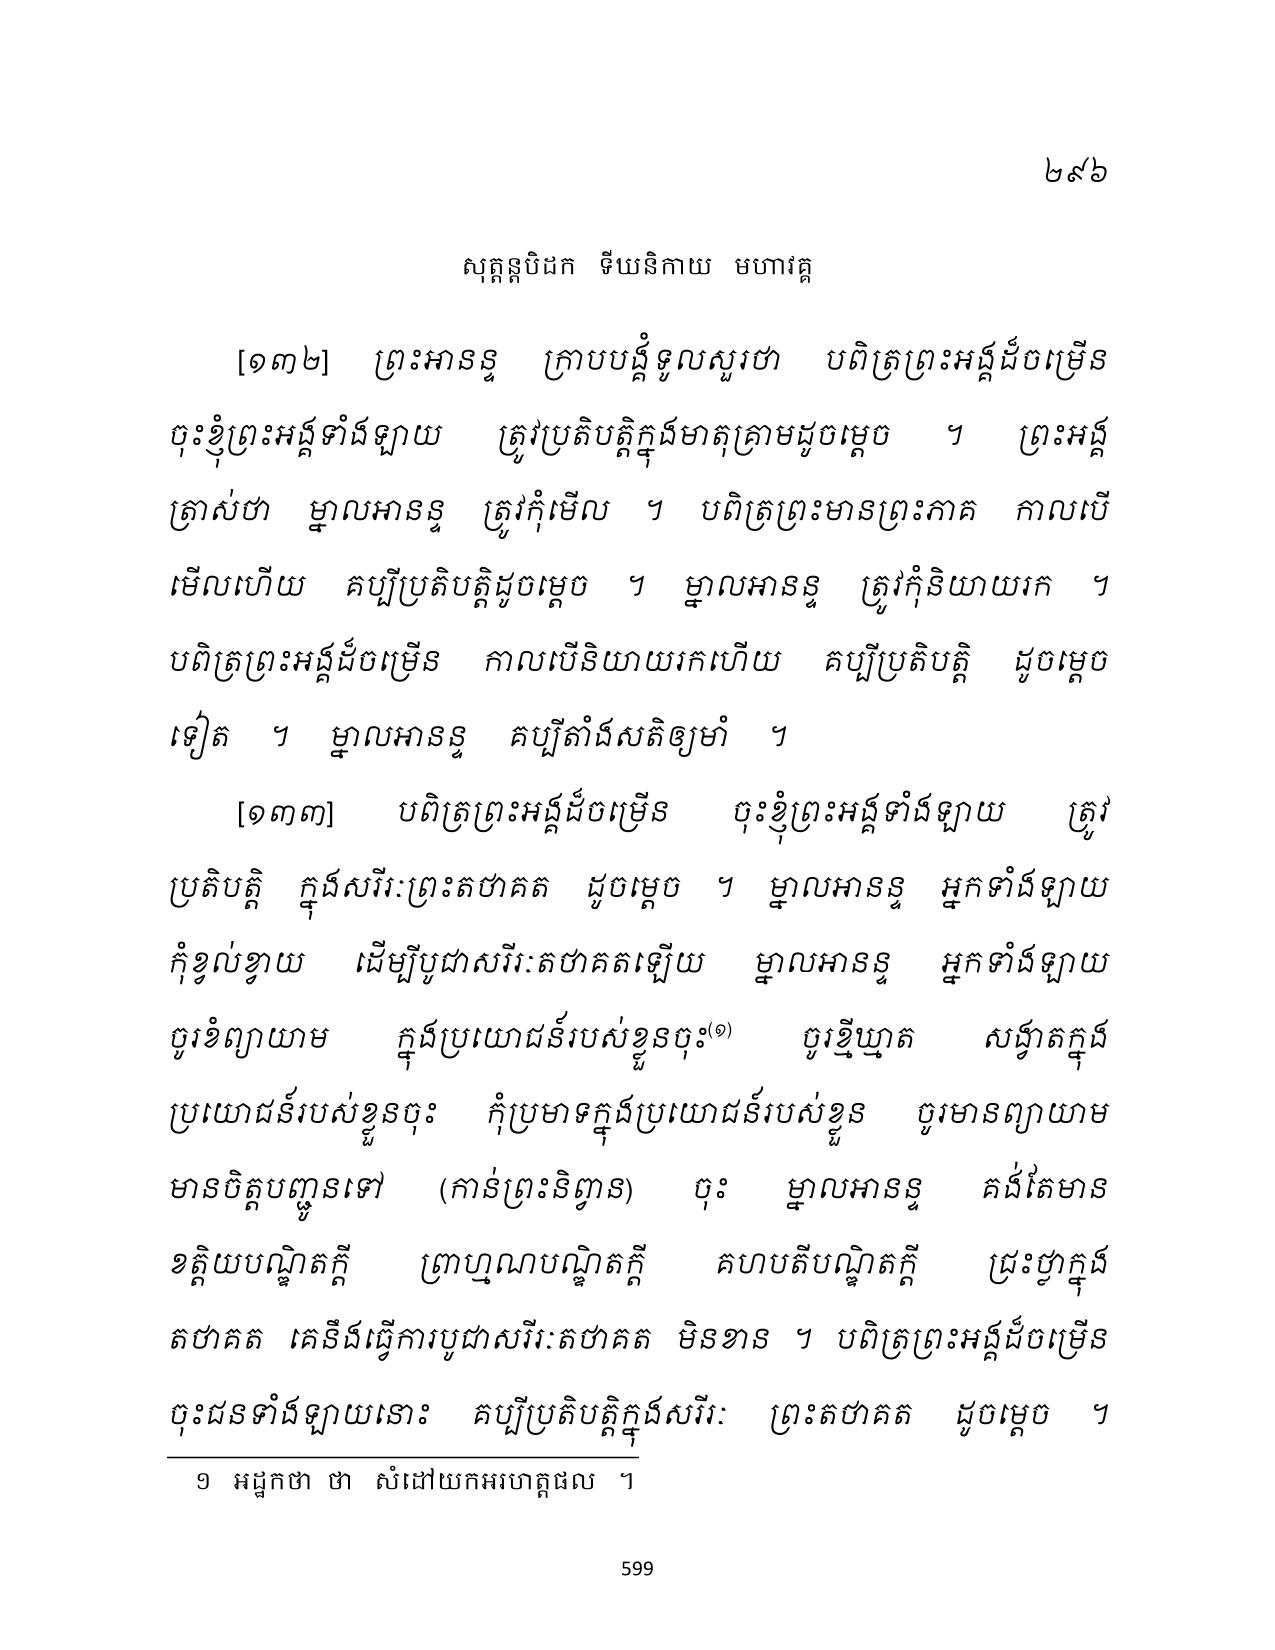 ២៩៦
សុត្តន្តបិដក ទីឃនិកាយ មហាវគ្គ
[១៣២] ព្រះអានន្ទ ក្រាបបង្គំទូលសួរថា បពិត្រព្រះអង្គដ៏ចម្រើន
ចុះខ្ញុំព្រះអង្គទាំងឡាយ ត្រូវប្រតិបត្តិក្នុងមាតុគ្រាមដូចម្តេច ។ ព្រះអង្គ
ត្រាស់ថា ម្នាលអានន្ទ ត្រូវកុំមើល ។ បពិត្រព្រះមានព្រះភាគ កាលបើ
មើលហើយ គប្បីប្រតិបត្តិដូចម្តេច ។ ម្នាលអានន្ទ ត្រូវកុំនិយាយរក ។
បពិត្រព្រះអង្គដ៏ចម្រើន កាលបើនិយាយរកហើយ គប្បីប្រតិបត្តិ ដូចម្តេច
ទៀត ។ ម្នាលអានន្ទ គប្បីតាំងសតិឲ្យមាំ ។
[១៣៣] បពិត្រព្រះអង្គដ៏ចម្រើន ចុះខ្ញុំព្រះអង្គទាំងឡាយ ត្រូវ
ប្រតិបត្តិ ក្នុងសរីរៈព្រះតថាគត ដូចម្តេច ។ ម្នាលអានន្ទ អ្នកទាំងឡាយ
កុំខ្វល់ខ្វាយ ដើម្បីបូជាសរីរៈតថាគតឡើយ ម្នាលអានន្ទ អ្នកទាំងឡាយ
ចូរខំព្យាយាម ក្នុងប្រយោជន៍របស់ខ្លួនចុះ(១) ចូរខ្មីឃ្មាត សង្វាតក្នុង
ប្រយោជន៍របស់ខ្លួនចុះ កុំប្រមាទក្នុងប្រយោជន៍របស់ខ្លួន ចូរមានព្យាយាម
មានចិត្តបញ្ជូនទៅ (កាន់ព្រះនិព្វាន) ចុះ ម្នាលអានន្ទ គង់តែមាន
ខត្តិយបណ្ឌិតក្តី ព្រាហ្មណបណ្ឌិតក្តី គហបតីបណ្ឌិតក្តី ជ្រះថ្លាក្នុង
តថាគត គេនឹងធ្វើការបូជាសរីរៈតថាគត មិនខាន ។ បពិត្រព្រះអង្គដ៏ចម្រើន
ចុះជនទាំងឡាយនោះ គប្បីប្រតិបត្តិក្នុងសរីរៈ ព្រះតថាគត ដូចម្តេច ។
១ អដ្ឋកថា ថា សំដៅយកអរហត្តផល ។
599